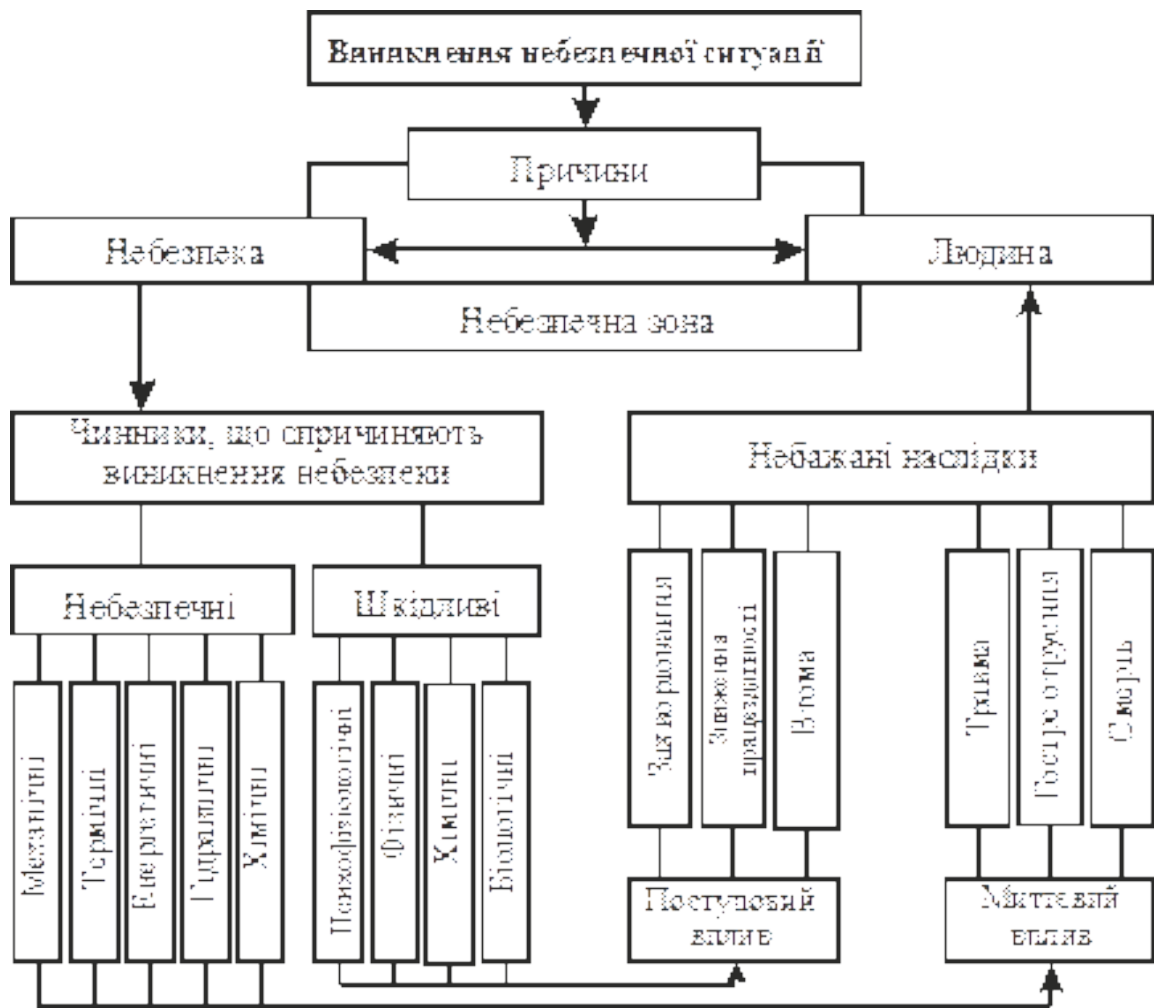 Виникнення небезпечної ситуації
Причини
Небезпека
Людина
Небезпечна зона
Чинники, що спричиняють
виникнення небезпеки
Небажані наслідки
Небезпечні
Шкідливі
Механічні
Термічні
Енергетичні
Гідравлічні
Хімічні
Психофізіологічні
Фізичні
Хімічні
Біологічні
Захворювання
Зниження
працездатності
Втома
Травма
Гостре отруєння
Смерть
Поступовий
вплив
Миттєвий
вплив